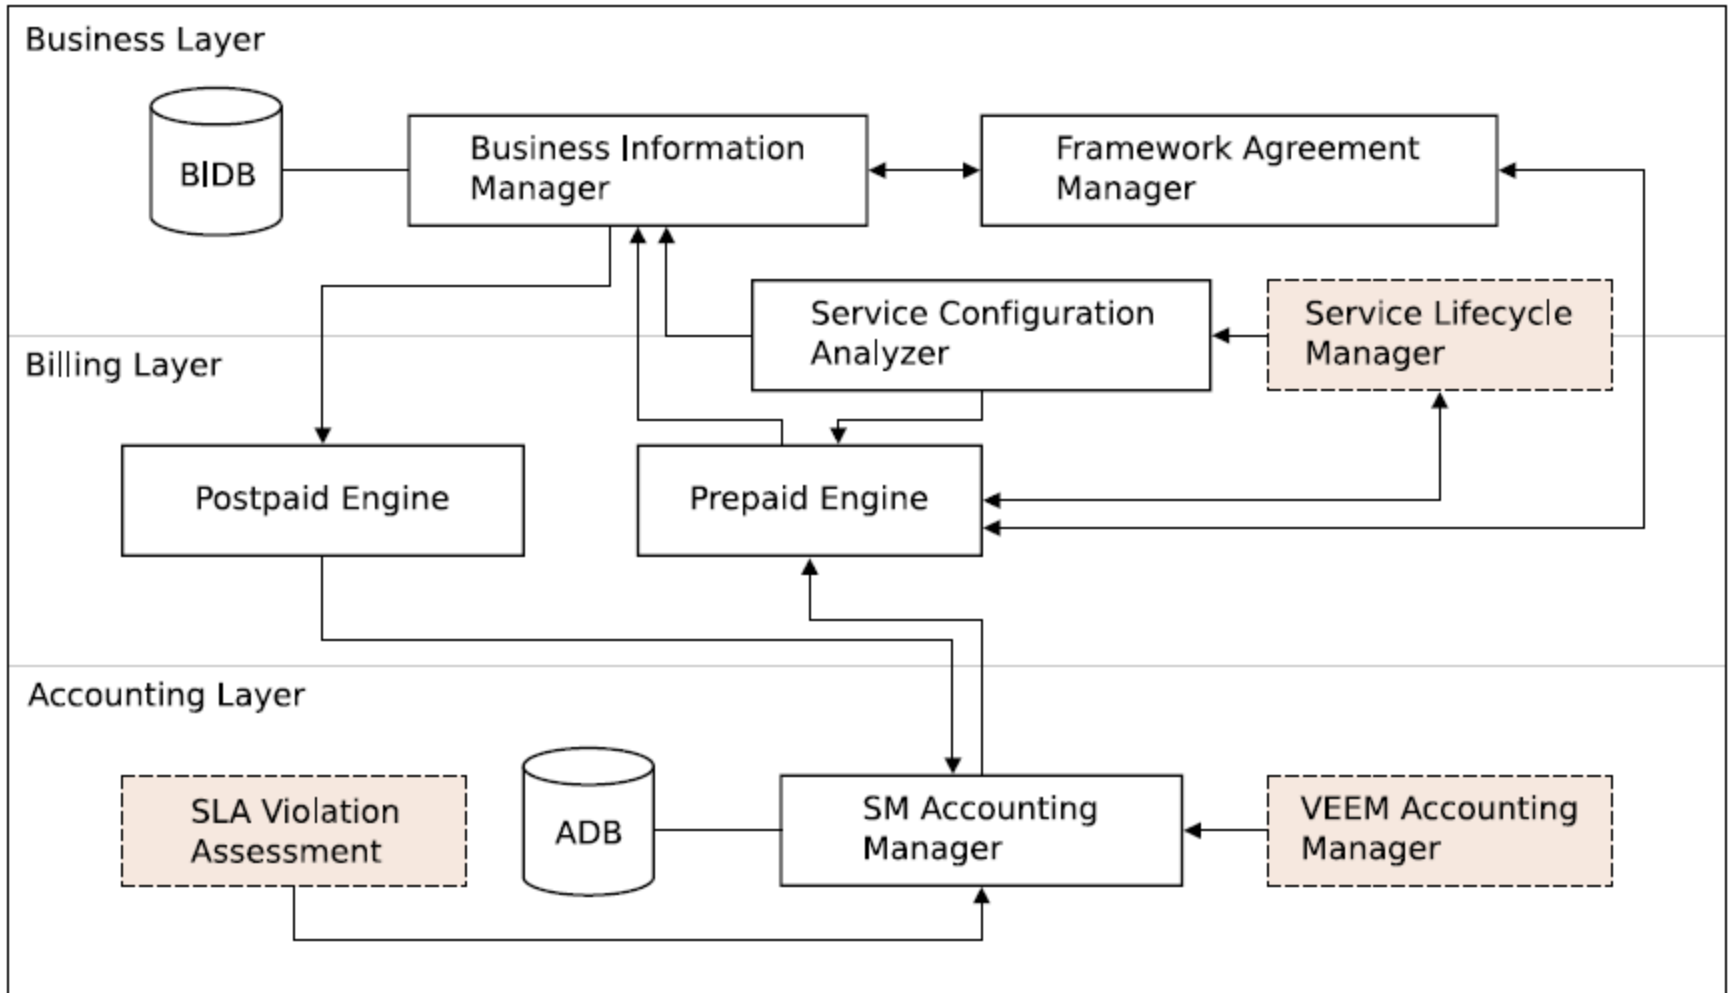 Business Layer
BIDB
Business Information
Manager
Framework Agreement
Manager
Service Configuration
Analyzer
Service Lifecycle
Manager
Billing Layer
Postpaid Engine
Prepaid Engine
Accounting Layer
SLA Violation
Assessment
ADB
SM Accounting
Manager
VEEM Accounting
Manager